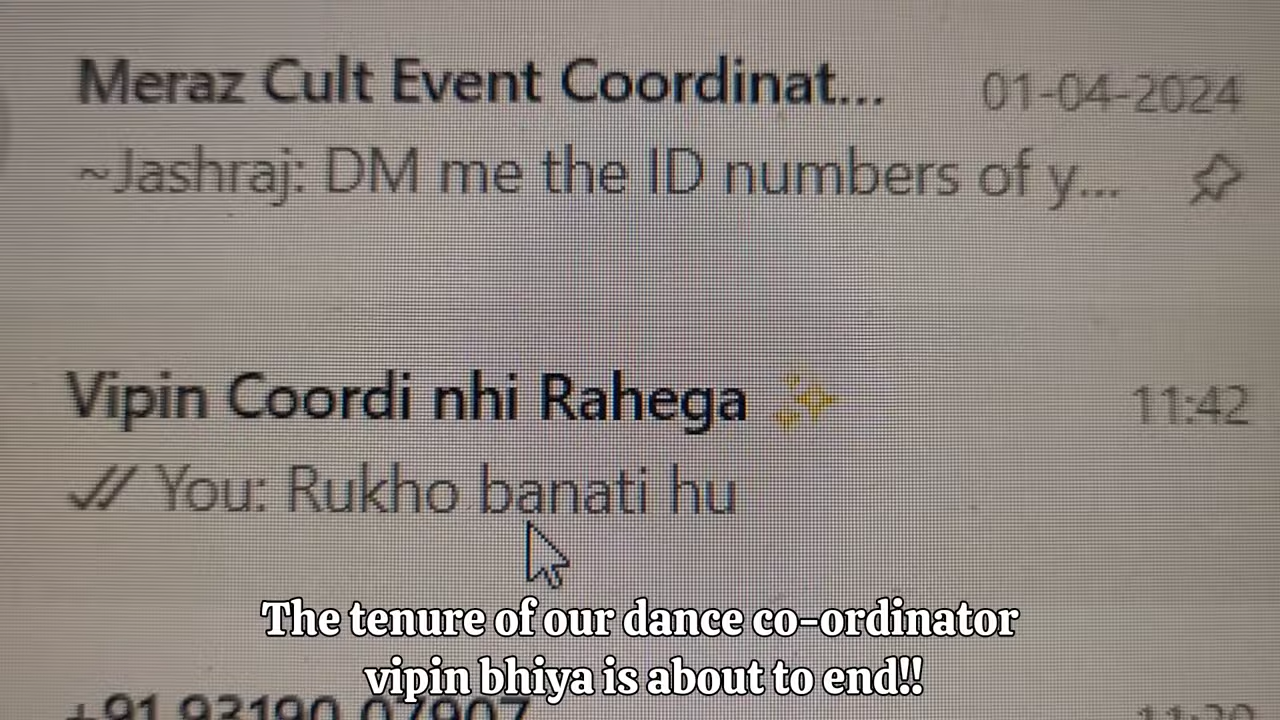 Meraz Cult Event Coordinat... 01-04-2024
~Jashraj: DM me the ID numbers of y...
Vipin Coordi nhi Rahega ✨ 11:42
You: Rukho banati hu
The tenure of our dance co-ordinator
vipin bhiya is about to end!!